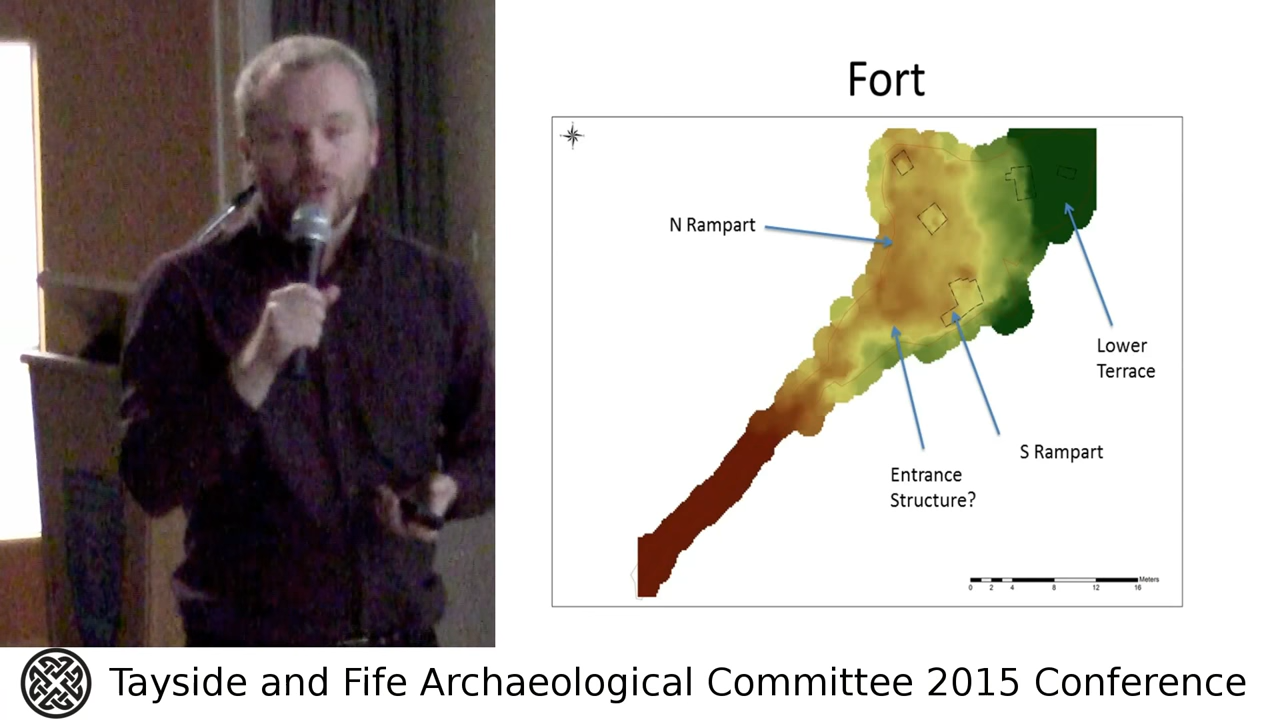 Fort
N Rampart
Lower
Terrace
S Rampart
Entrance
Structure?
Meters
0 2 4 8 12 16
Tayside and Fife Archaeological Committee 2015 Conference